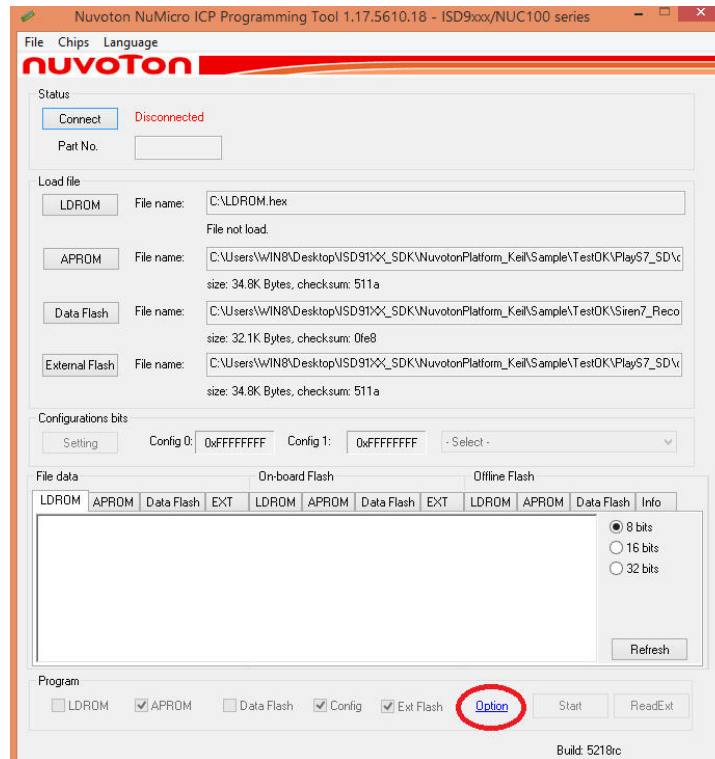 Nuvoton NuMicro ICP Programming Tool 1.17.5610.18 - ISD9xxx/NUC100 series
File Chips Language
nuvoTon
Status
Connect Disconnected
Part No.
Load file
LDROM File name: C:\LDROM.hex
File not load.
APROM File name: C:\Users\WIN8\Desktop\ISD91XX_SDK\NuvotonPlatform_Keil\Sample\TestOK\PlayS7_SD\c
size: 34.8K Bytes, checksum: 511a
Data Flash File name: C:\Users\WIN8\Desktop\ISD91XX_SDK\NuvotonPlatform_Keil\Sample\TestOK\Siren7_Reco
size: 32.1K Bytes, checksum: 0fe8
External Flash File name: C:\Users\WIN8\Desktop\ISD91XX_SDK\NuvotonPlatform_Keil\Sample\TestOK\PlayS7_SD\c
size: 34.8K Bytes, checksum: 511a
Configurations bits
Setting Config 0: 0xFFFFFFFF Config 1: 0xFFFFFFFF - Select -
File data On-board Flash Offline Flash
LDROM APROM Data Flash EXT LDROM APROM Data Flash EXT LDROM APROM Data Flash Info
8 bits
16 bits
32 bits
Refresh
Program
LDROM APROM Data Flash Config Ext Flash Option Start ReadExt
Build: 5218rc